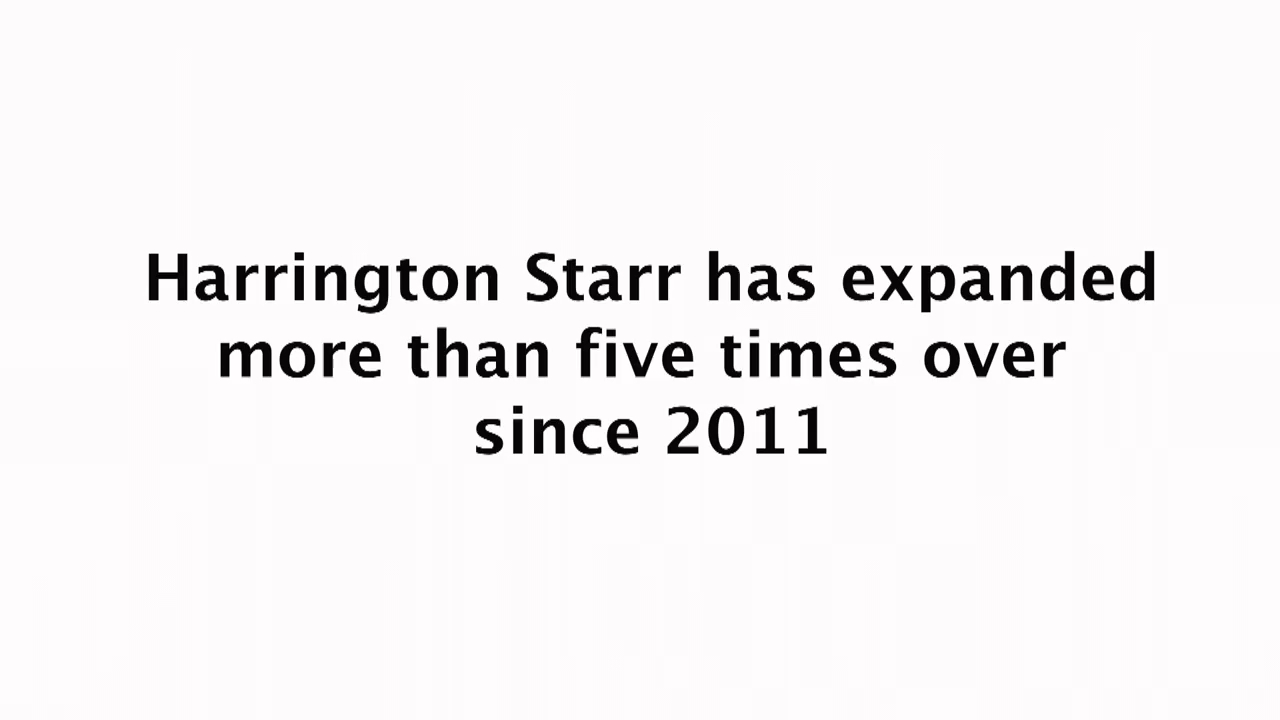 Harrington Starr has expanded
more than five times over
since 2011